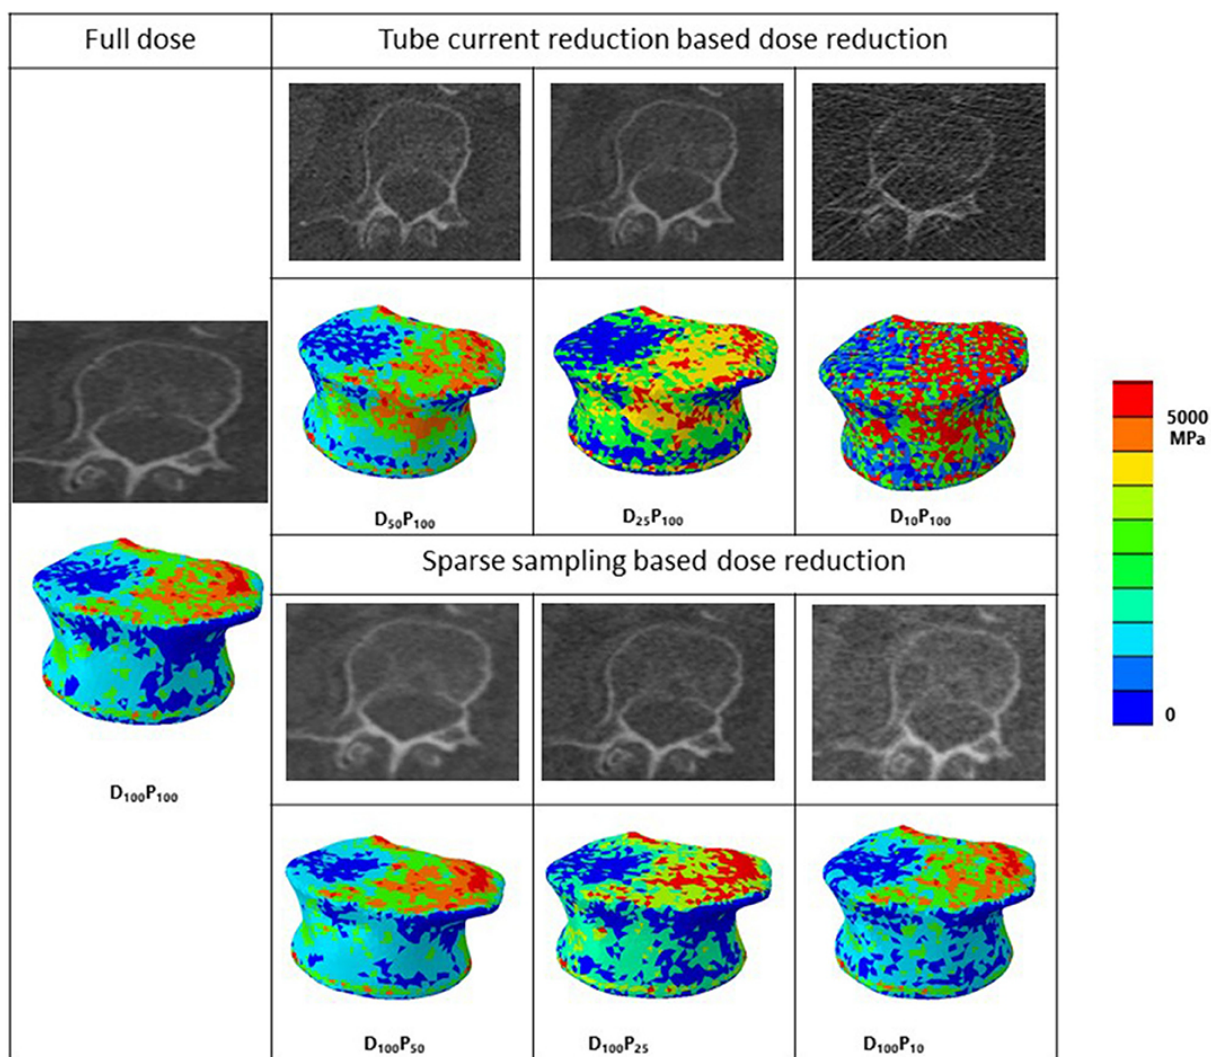 Full dose
Tube current reduction based dose reduction
D₅₀P₁₀₀
D₂₅P₁₀₀
D₁₀P₁₀₀
Sparse sampling based dose reduction
D₁₀₀P₁₀₀
D₁₀₀P₅₀
D₁₀₀P₂₅
D₁₀₀P₁₀
5000
MPa
0